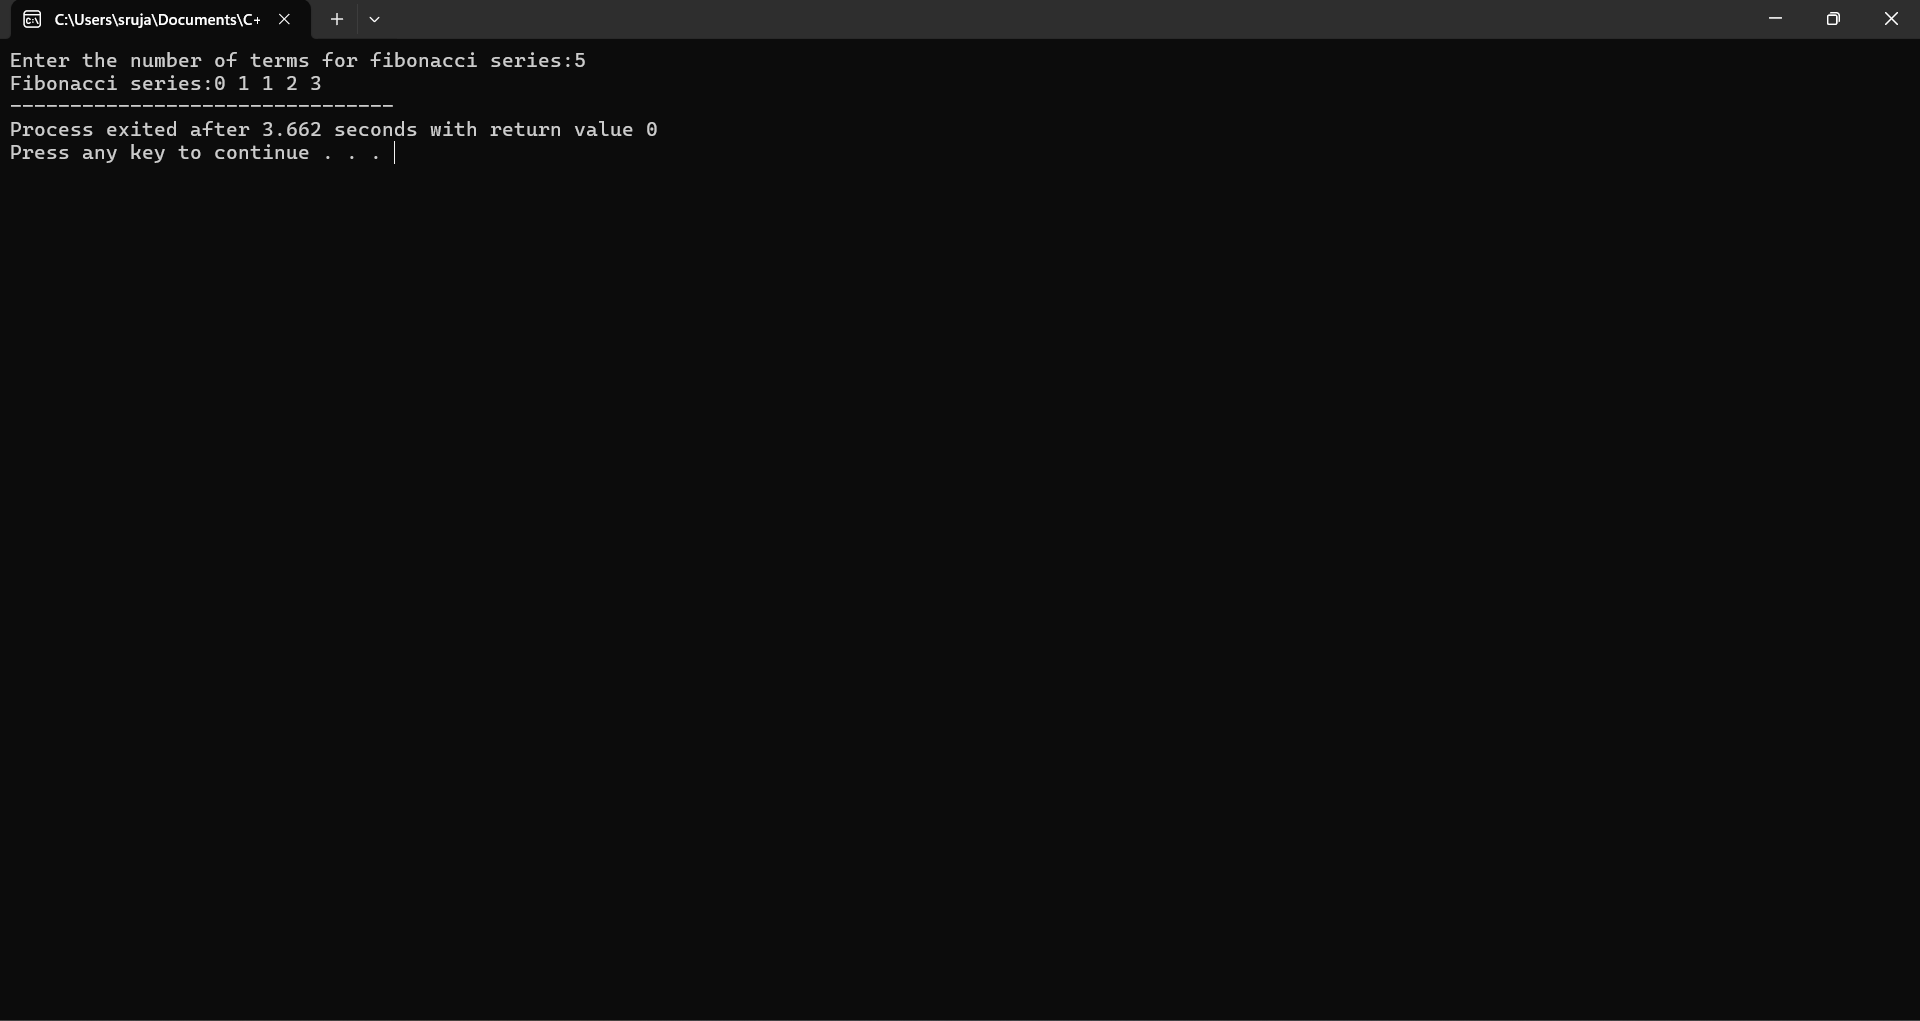 C:\Users\sruja\Documents\C+
Enter the number of terms for fibonacci series:5
Fibonacci series:0 1 1 2 3
--------------------------------
Process exited after 3.662 seconds with return value 0
Press any key to continue . . .